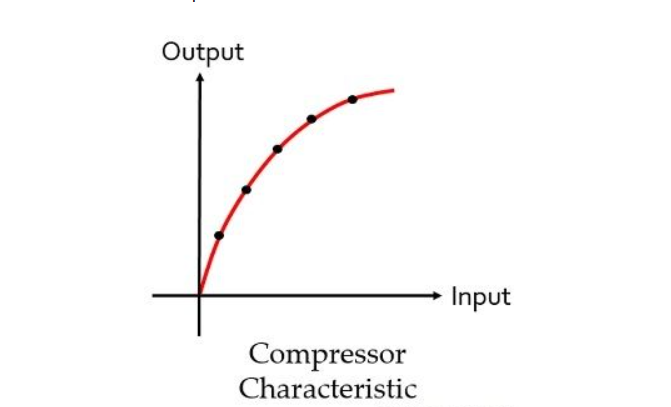 Output
Input
Compressor
Characteristic